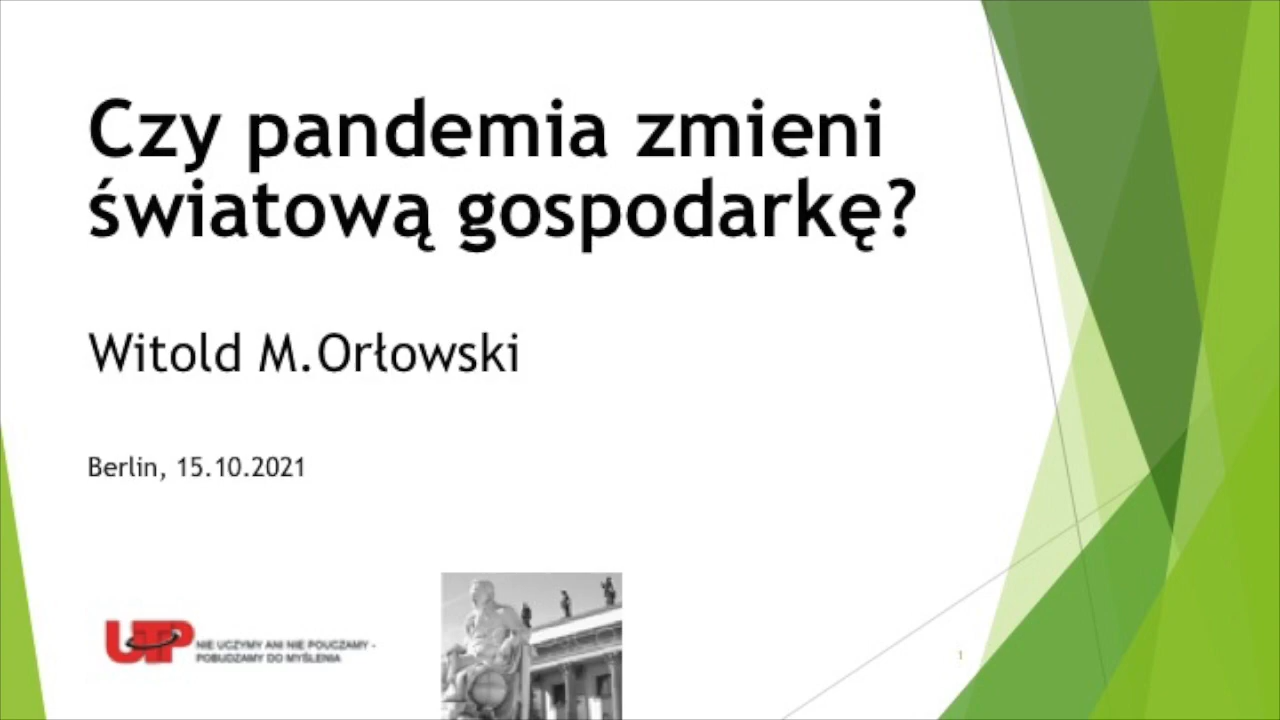 Czy pandemia zmieni
światową gospodarkę?
Witold M.Orłowski
Berlin, 15.10.2021
UTP
NIE UCZYMY ANI NIE POUCZAMY -
POBUDZAMY DO MYŚLENIA
1